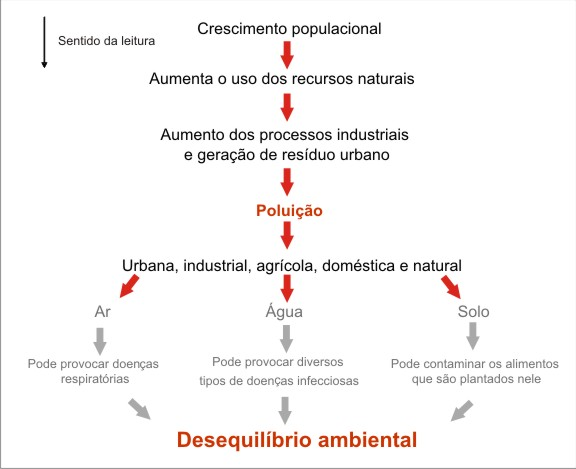 Sentido da leitura
Crescimento populacional
Aumenta o uso dos recursos naturais
Aumento dos processos industriais
e geração de resíduo urbano
Poluição
Urbana, industrial, agrícola, doméstica e natural
Ar
Água
Solo
Pode provocar doenças
respiratórias
Pode provocar diversos
tipos de doenças infecciosas
Pode contaminar os alimentos
que são plantados nele
Desequilíbrio ambiental